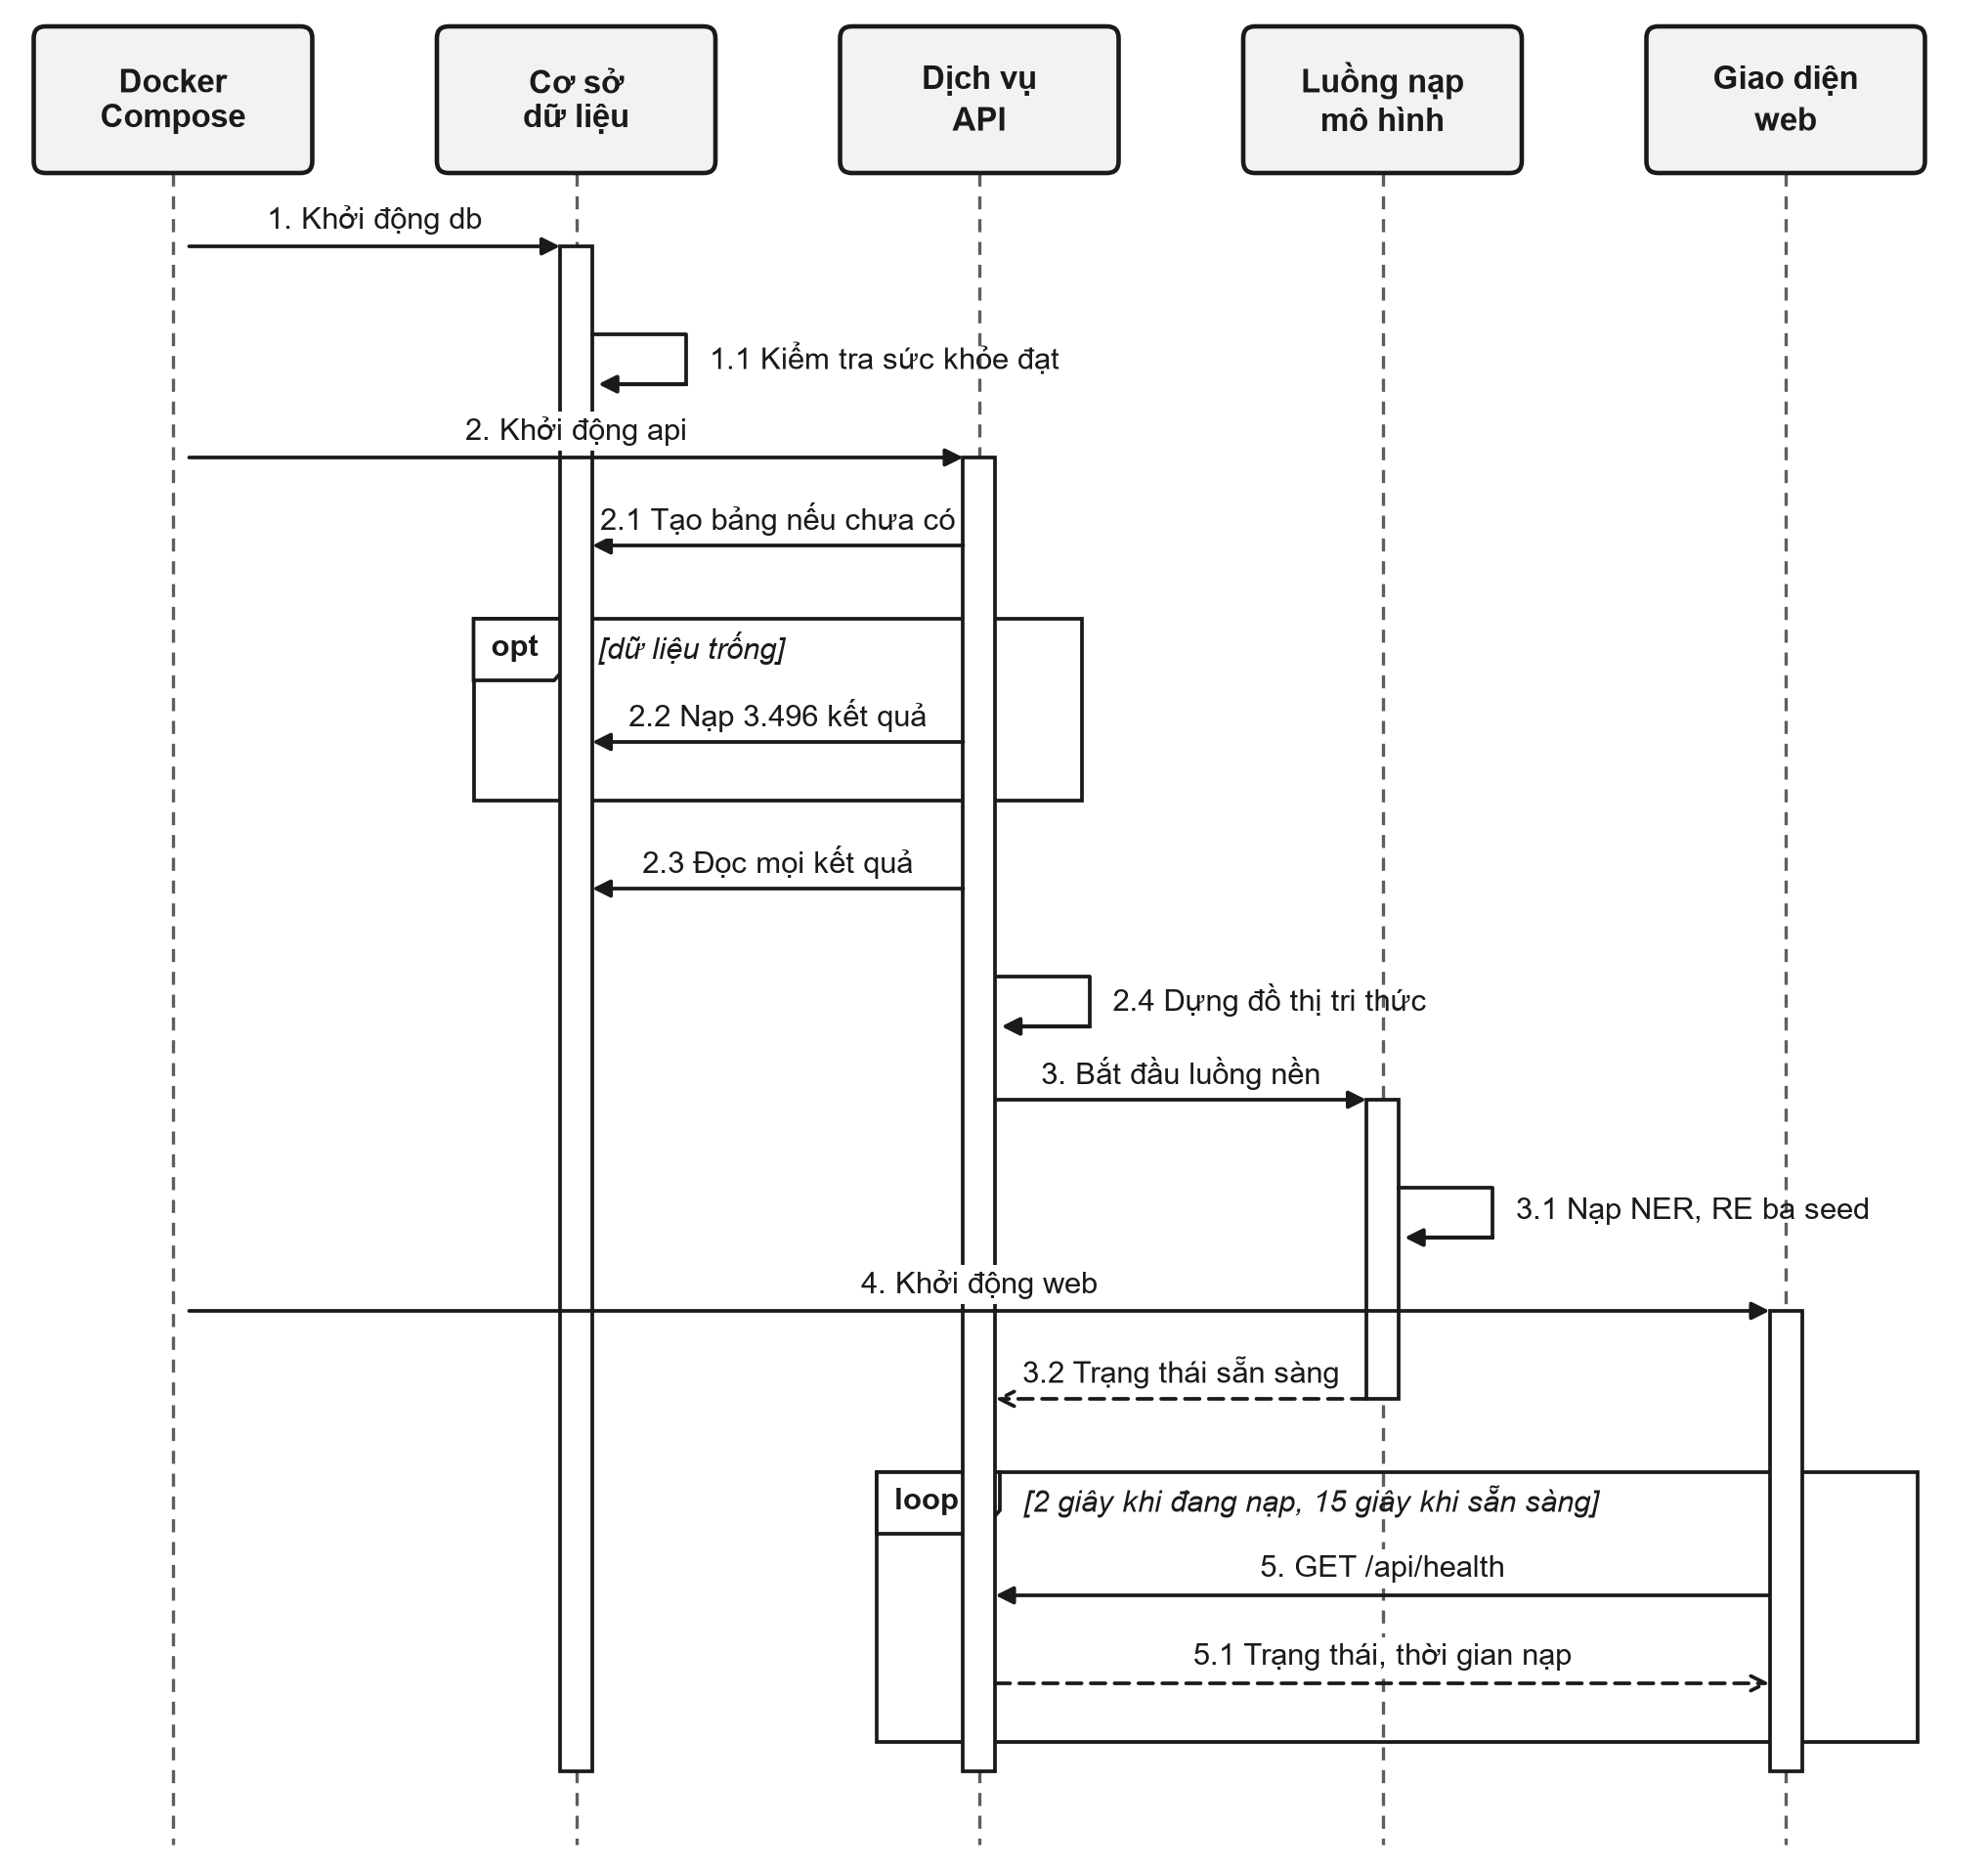 Docker
Compose
Cơ sở
dữ liệu
Dịch vụ
API
Luồng nạp
mô hình
Giao diện
web
1. Khởi động db
1.1 Kiểm tra sức khỏe đạt
2. Khởi động api
2.1 Tạo bảng nếu chưa có
opt
[dữ liệu trống]
2.2 Nạp 3.496 kết quả
2.3 Đọc mọi kết quả
2.4 Dựng đồ thị tri thức
3. Bắt đầu luồng nền
3.1 Nạp NER, RE ba seed
4. Khởi động web
3.2 Trạng thái sẵn sàng
loop
[2 giây khi đang nạp, 15 giây khi sẵn sàng]
5. GET /api/health
5.1 Trạng thái, thời gian nạp